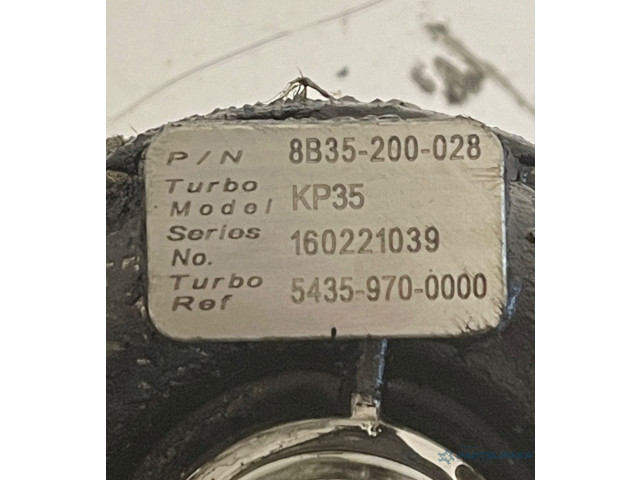 P/N 8B35-200-028
Turbo Model KP35
Series No. 160221039
Turbo Ref 5435-970-0000